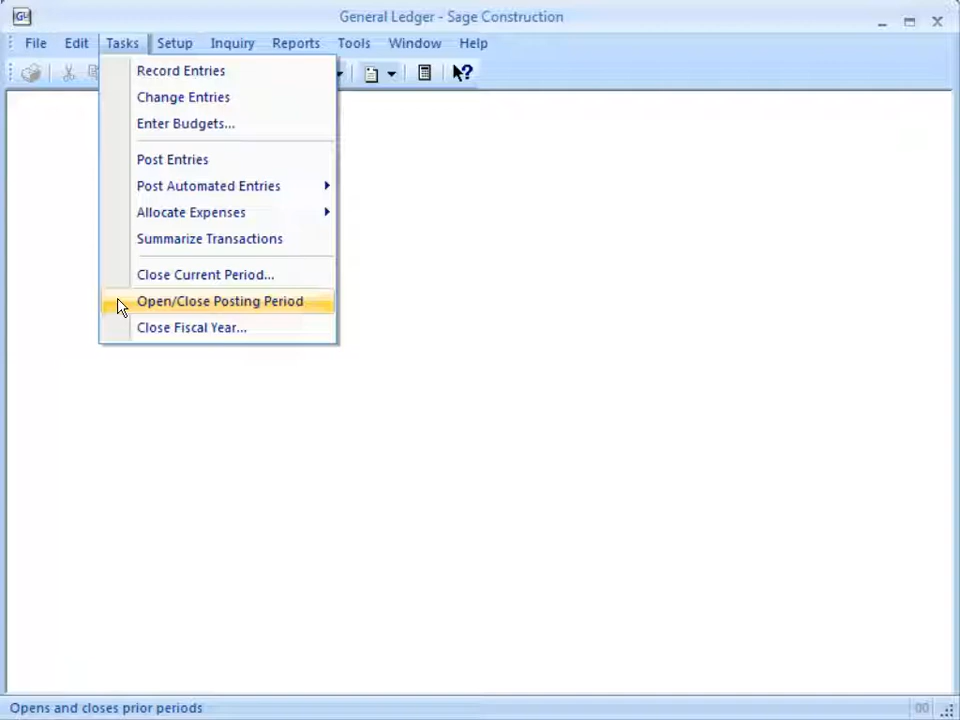 GL
General Ledger - Sage Construction
File Edit Tasks Setup Inquiry Reports Tools Window Help
Record Entries
Change Entries
Enter Budgets...
Post Entries
Post Automated Entries
Allocate Expenses
Summarize Transactions
Close Current Period...
Open/Close Posting Period
Close Fiscal Year...
Opens and closes prior periods 00